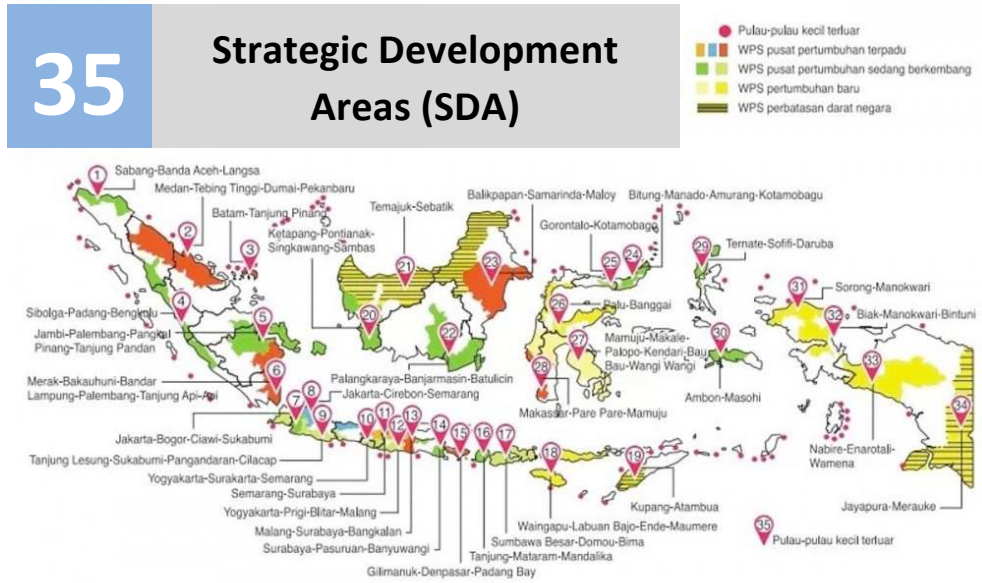 35
Strategic Development
Areas (SDA)
Pulau-pulau kecil terluar
WPS pusat pertumbuhan terpadu
WPS pusat pertumbuhan sedang berkembang
WPS pertumbuhan baru
WPS perbatasan darat negara
1
Sabang-Banda Aceh-Langsa
2
Medan-Tebing Tinggi-Dumai-Pekanbaru
3
Batam-Tanjung Pinang
Ketapang-Pontianak-
Singkawang-Sambas
Temajuk-Sebatik
21
Balikpapan-Samarinda-Maloy
23
Bitung-Manado-Amurang-Kotamobagu
Gorontalo-Kotamobagu
25
24
29
Ternate-Sofifi-Daruba
31
Sorong-Manokwari
4
Sibolga-Padang-Bengkulu
5
Jambi-Palembang-Pangkal
Pinang-Tanjung Pandan
20
22
26
Palu-Banggai
27
Mamuju-Makale-
Palopo-Kendari-Bau
Bau-Wangi Wangi
30
32
Biak-Manokwari-Bintuni
33
6
Merak-Bakauhuni-Bandar
Lampung-Palembang-Tanjung Api-Api
Palangkaraya-Banjarmasin-Batulicin
28
Makassar-Pare Pare-Mamuju
Ambon-Masohi
34
7
8
Jakarta-Cirebon-Semarang
9
10
11
12
13
14
15
16
17
18
19
Jakarta-Bogor-Ciawi-Sukabumi
Tanjung Lesung-Sukabumi-Pangandaran-Cilacap
Yogyakarta-Surakarta-Semarang
Semarang-Surabaya
Yogyakarta-Prigi-Blitar-Malang
Malang-Surabaya-Bangkalan
Surabaya-Pasuruan-Banyuwangi
Gilimanuk-Denpasar-Padang Bay
Tanjung-Mataram-Mandalika
Sumbawa Besar-Domou-Bima
Waingapu-Labuan Bajo-Ende-Maumere
Kupang-Atambua
Nabire-Enarotali-
Wamena
Jayapura-Merauke
35
Pulau-pulau kecil terluar